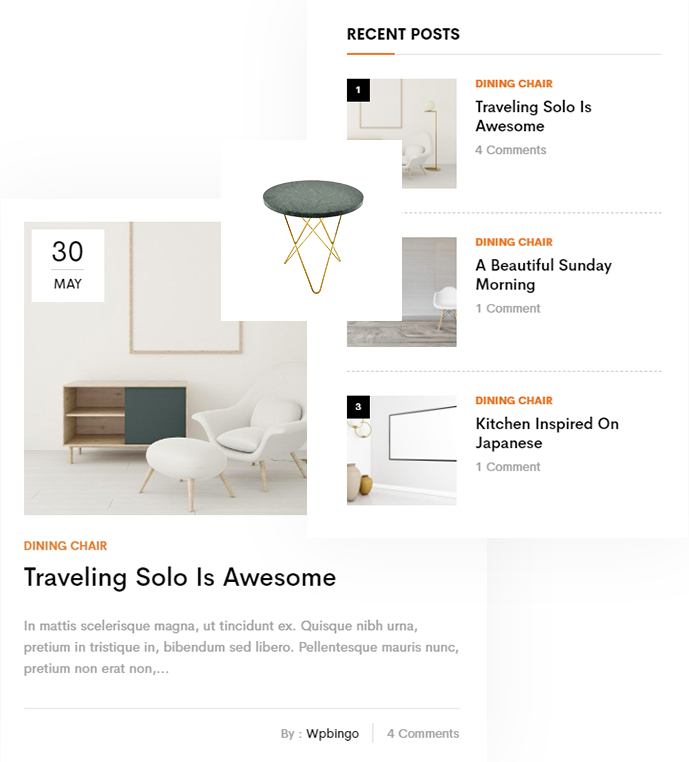 RECENT POSTS
1
DINING CHAIR
Traveling Solo Is
Awesome
4 Comments
DINING CHAIR
A Beautiful Sunday
Morning
1 Comment
3
DINING CHAIR
Kitchen Inspired On
Japanese
1 Comment
30
MAY
DINING CHAIR
Traveling Solo Is Awesome
In mattis scelerisque magna, ut tincidunt ex. Quisque nibh urna,
pretium in tristique in, bibendum sed libero. Pellentesque mauris nunc,
pretium non erat non,...
By : Wpbingo
4 Comments